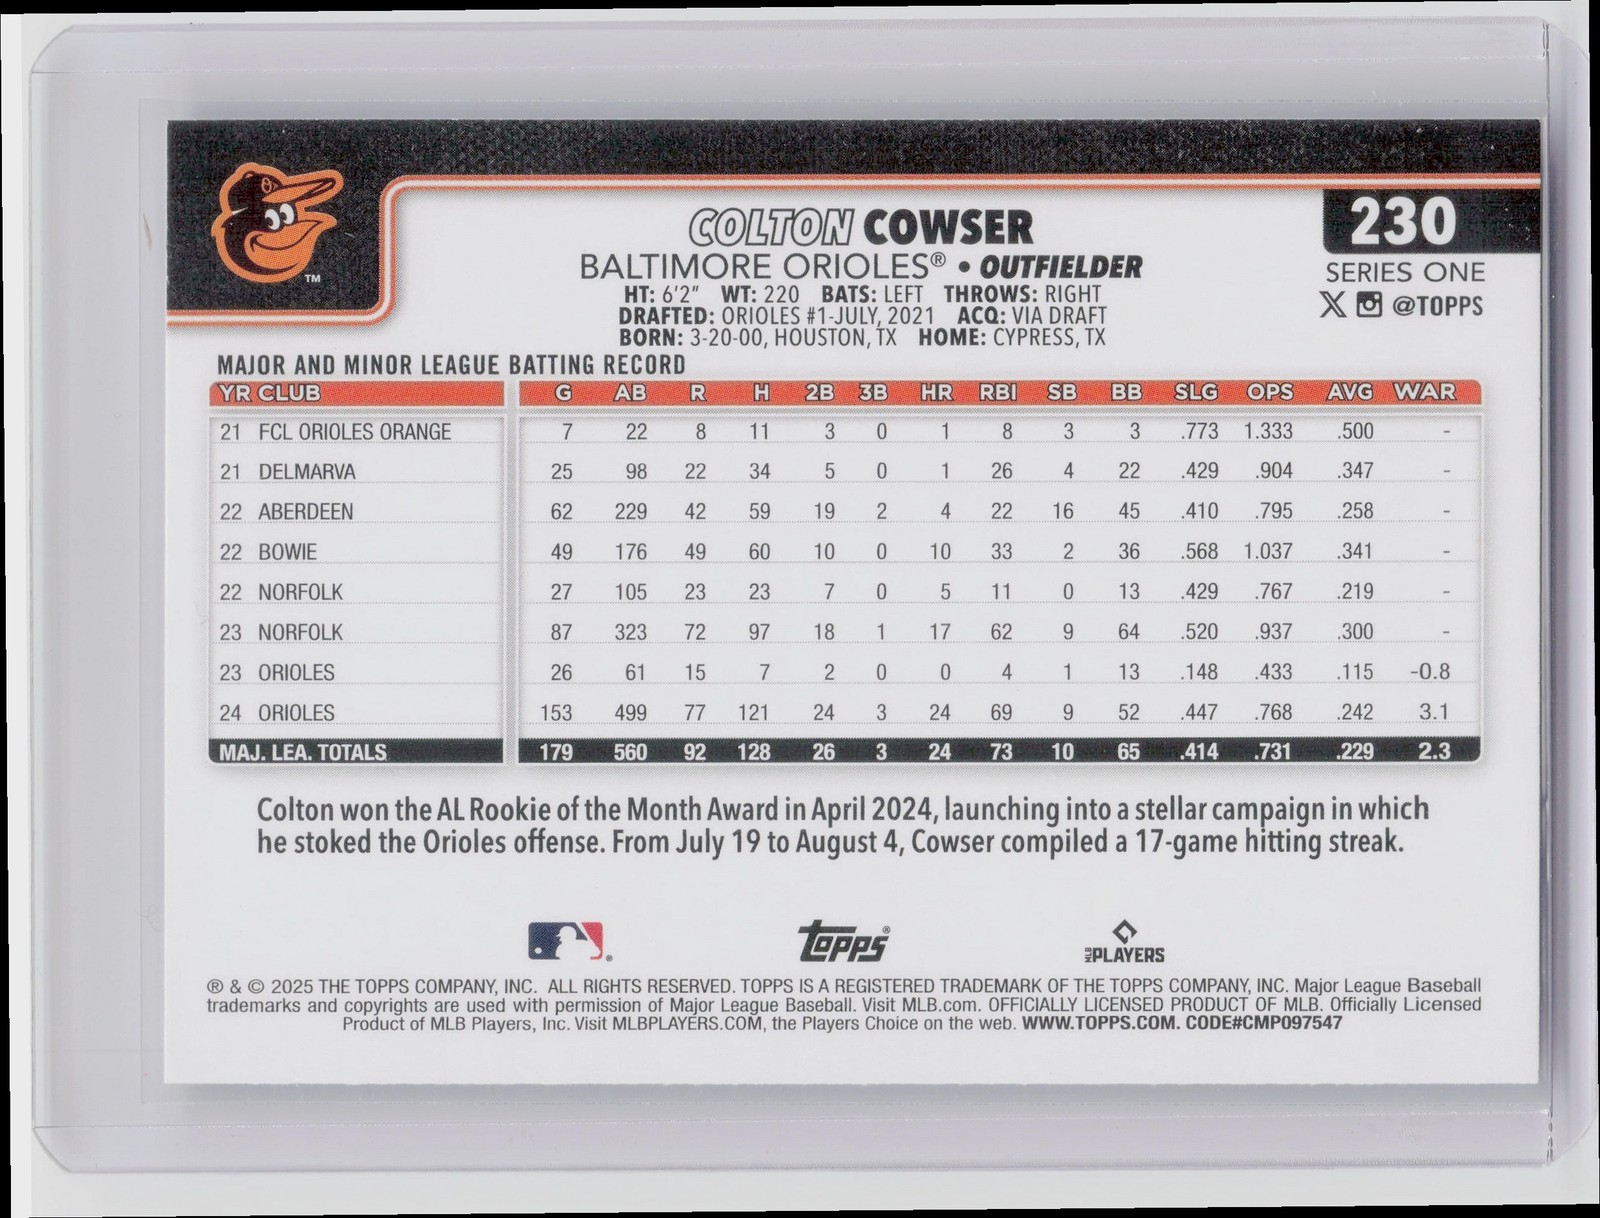 230
COLTON COWSER
BALTIMORE ORIOLES® • OUTFIELDER
SERIES ONE
HT: 6'2" WT: 220 BATS: LEFT THROWS: RIGHT
@TOPPS
DRAFTED: ORIOLES #1-JULY, 2021 ACQ: VIA DRAFT
BORN: 3-20-00, HOUSTON, TX HOME: CYPRESS, TX
TM
MAJOR AND MINOR LEAGUE BATTING RECORD
YR CLUB G AB R H 2B 3B HR RBI SB BB SLG OPS AVG WAR
21 FCL ORIOLES ORANGE 7 22 8 11 3 0 1 8 3 3 .773 1.333 .500 -
21 DELMARVA 25 98 22 34 5 0 1 26 4 22 .429 .904 .347 -
22 ABERDEEN 62 229 42 59 19 2 4 22 16 45 .410 .795 .258 -
22 BOWIE 49 176 49 60 10 0 10 33 2 36 .568 1.037 .341 -
22 NORFOLK 27 105 23 23 7 0 5 11 0 13 .429 .767 .219 -
23 NORFOLK 87 323 72 97 18 1 17 62 9 64 .520 .937 .300 -
23 ORIOLES 26 61 15 7 2 0 0 4 1 13 .148 .433 .115 -0.8
24 ORIOLES 153 499 77 121 24 3 24 69 9 52 .447 .768 .242 3.1
MAJ. LEA. TOTALS 179 560 92 128 26 3 24 73 10 65 .414 .731 .229 2.3
Colton won the AL Rookie of the Month Award in April 2024, launching into a stellar campaign in which
he stoked the Orioles offense. From July 19 to August 4, Cowser compiled a 17-game hitting streak.
® topps® MLB PLAYERS
® & © 2025 THE TOPPS COMPANY, INC. ALL RIGHTS RESERVED. TOPPS IS A REGISTERED TRADEMARK OF THE TOPPS COMPANY, INC. Major League Baseball
trademarks and copyrights are used with permission of Major League Baseball. Visit MLB.com. OFFICIALLY LICENSED PRODUCT OF MLB. Officially Licensed
Product of MLB Players, Inc. Visit MLBPLAYERS.COM, the Players Choice on the web. WWW.TOPPS.COM. CODE#CMP097547